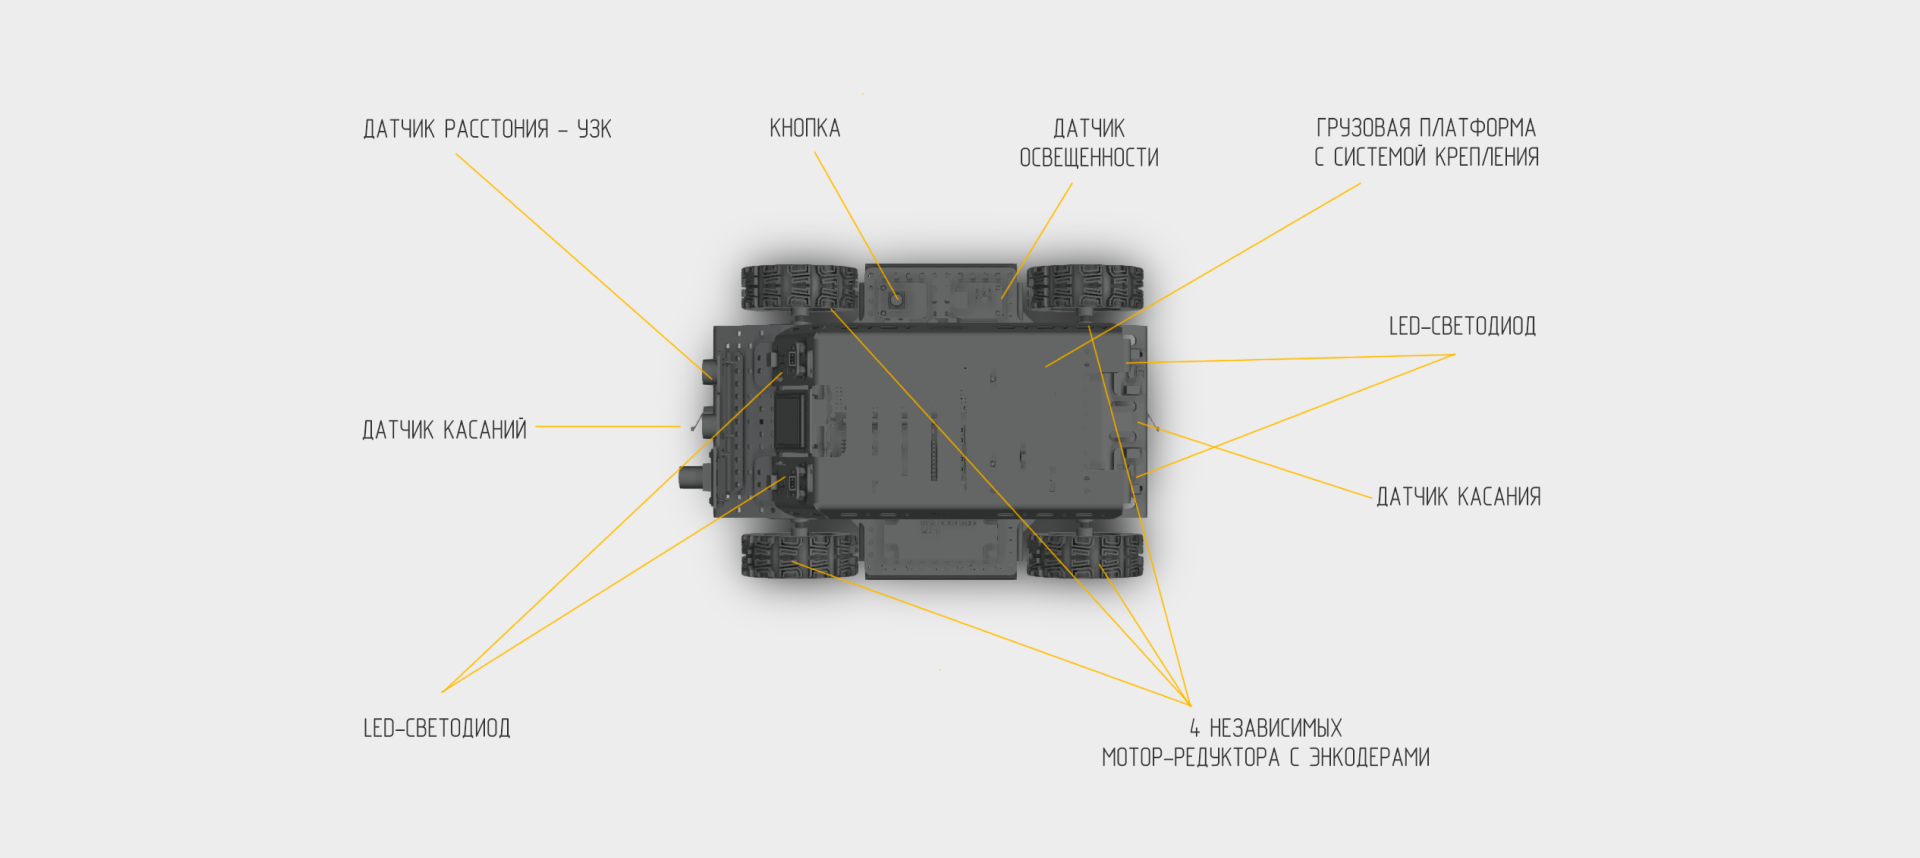 ДАТЧИК РАССТОНИЯ - УЗК
КНОПКА
ДАТЧИК
ОСВЕЩЕННОСТИ
ГРУЗОВАЯ ПЛАТФОРМА
С СИСТЕМОЙ КРЕПЛЕНИЯ
LED-СВЕТОДИОД
ДАТЧИК КАСАНИЙ
ДАТЧИК КАСАНИЯ
LED-СВЕТОДИОД
4 НЕЗАВИСИМЫХ
МОТОР-РЕДУКТОРА С ЭНКОДЕРАМИ